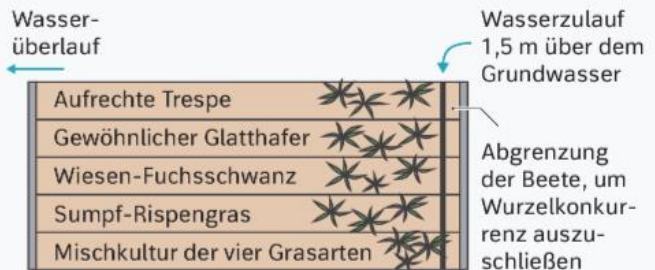 Wasser-
überlauf
Wasserzulauf
1,5 m über dem
Grundwasser
Aufrechte Trespe
Gewöhnlicher Glatthafer
Wiesen-Fuchsschwanz
Sumpf-Rispengras
Mischkultur der vier Grasarten
Abgrenzung
der Beete, um
Wurzelkonkur-
renz auszu-
schließen